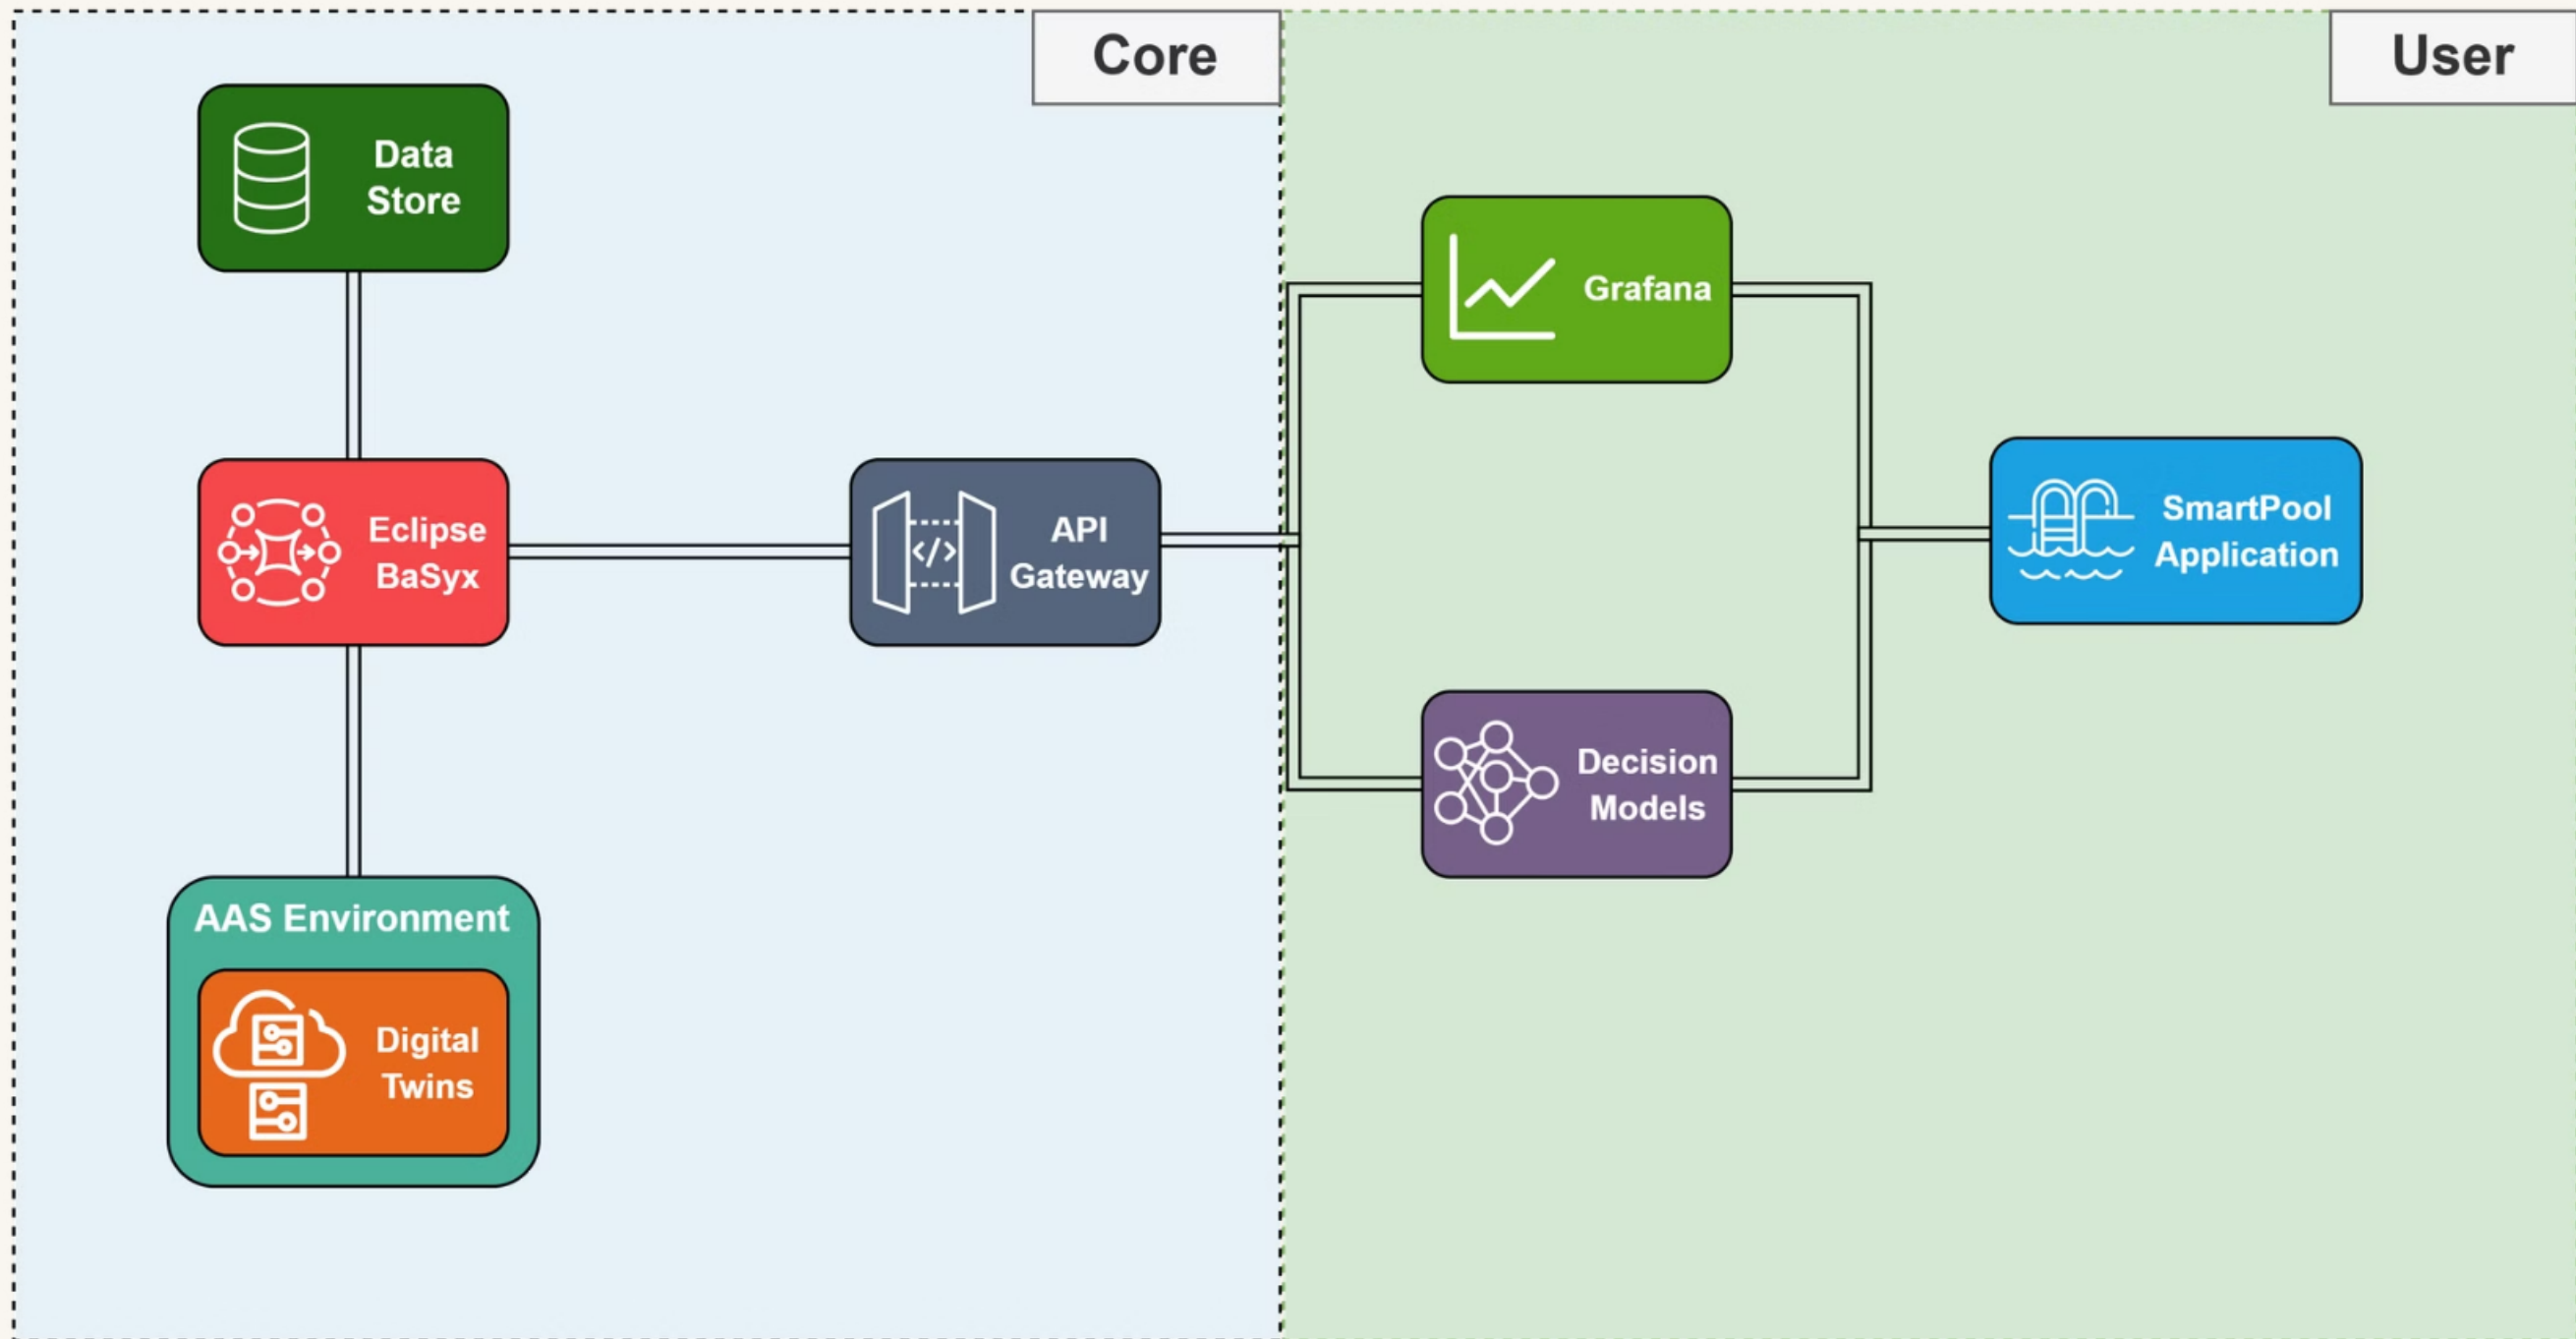 Core
User
Data
Store
Grafana
Eclipse
BaSyx
</>
API
Gateway
SmartPool
Application
Decision
Models
AAS Environment
Digital
Twins